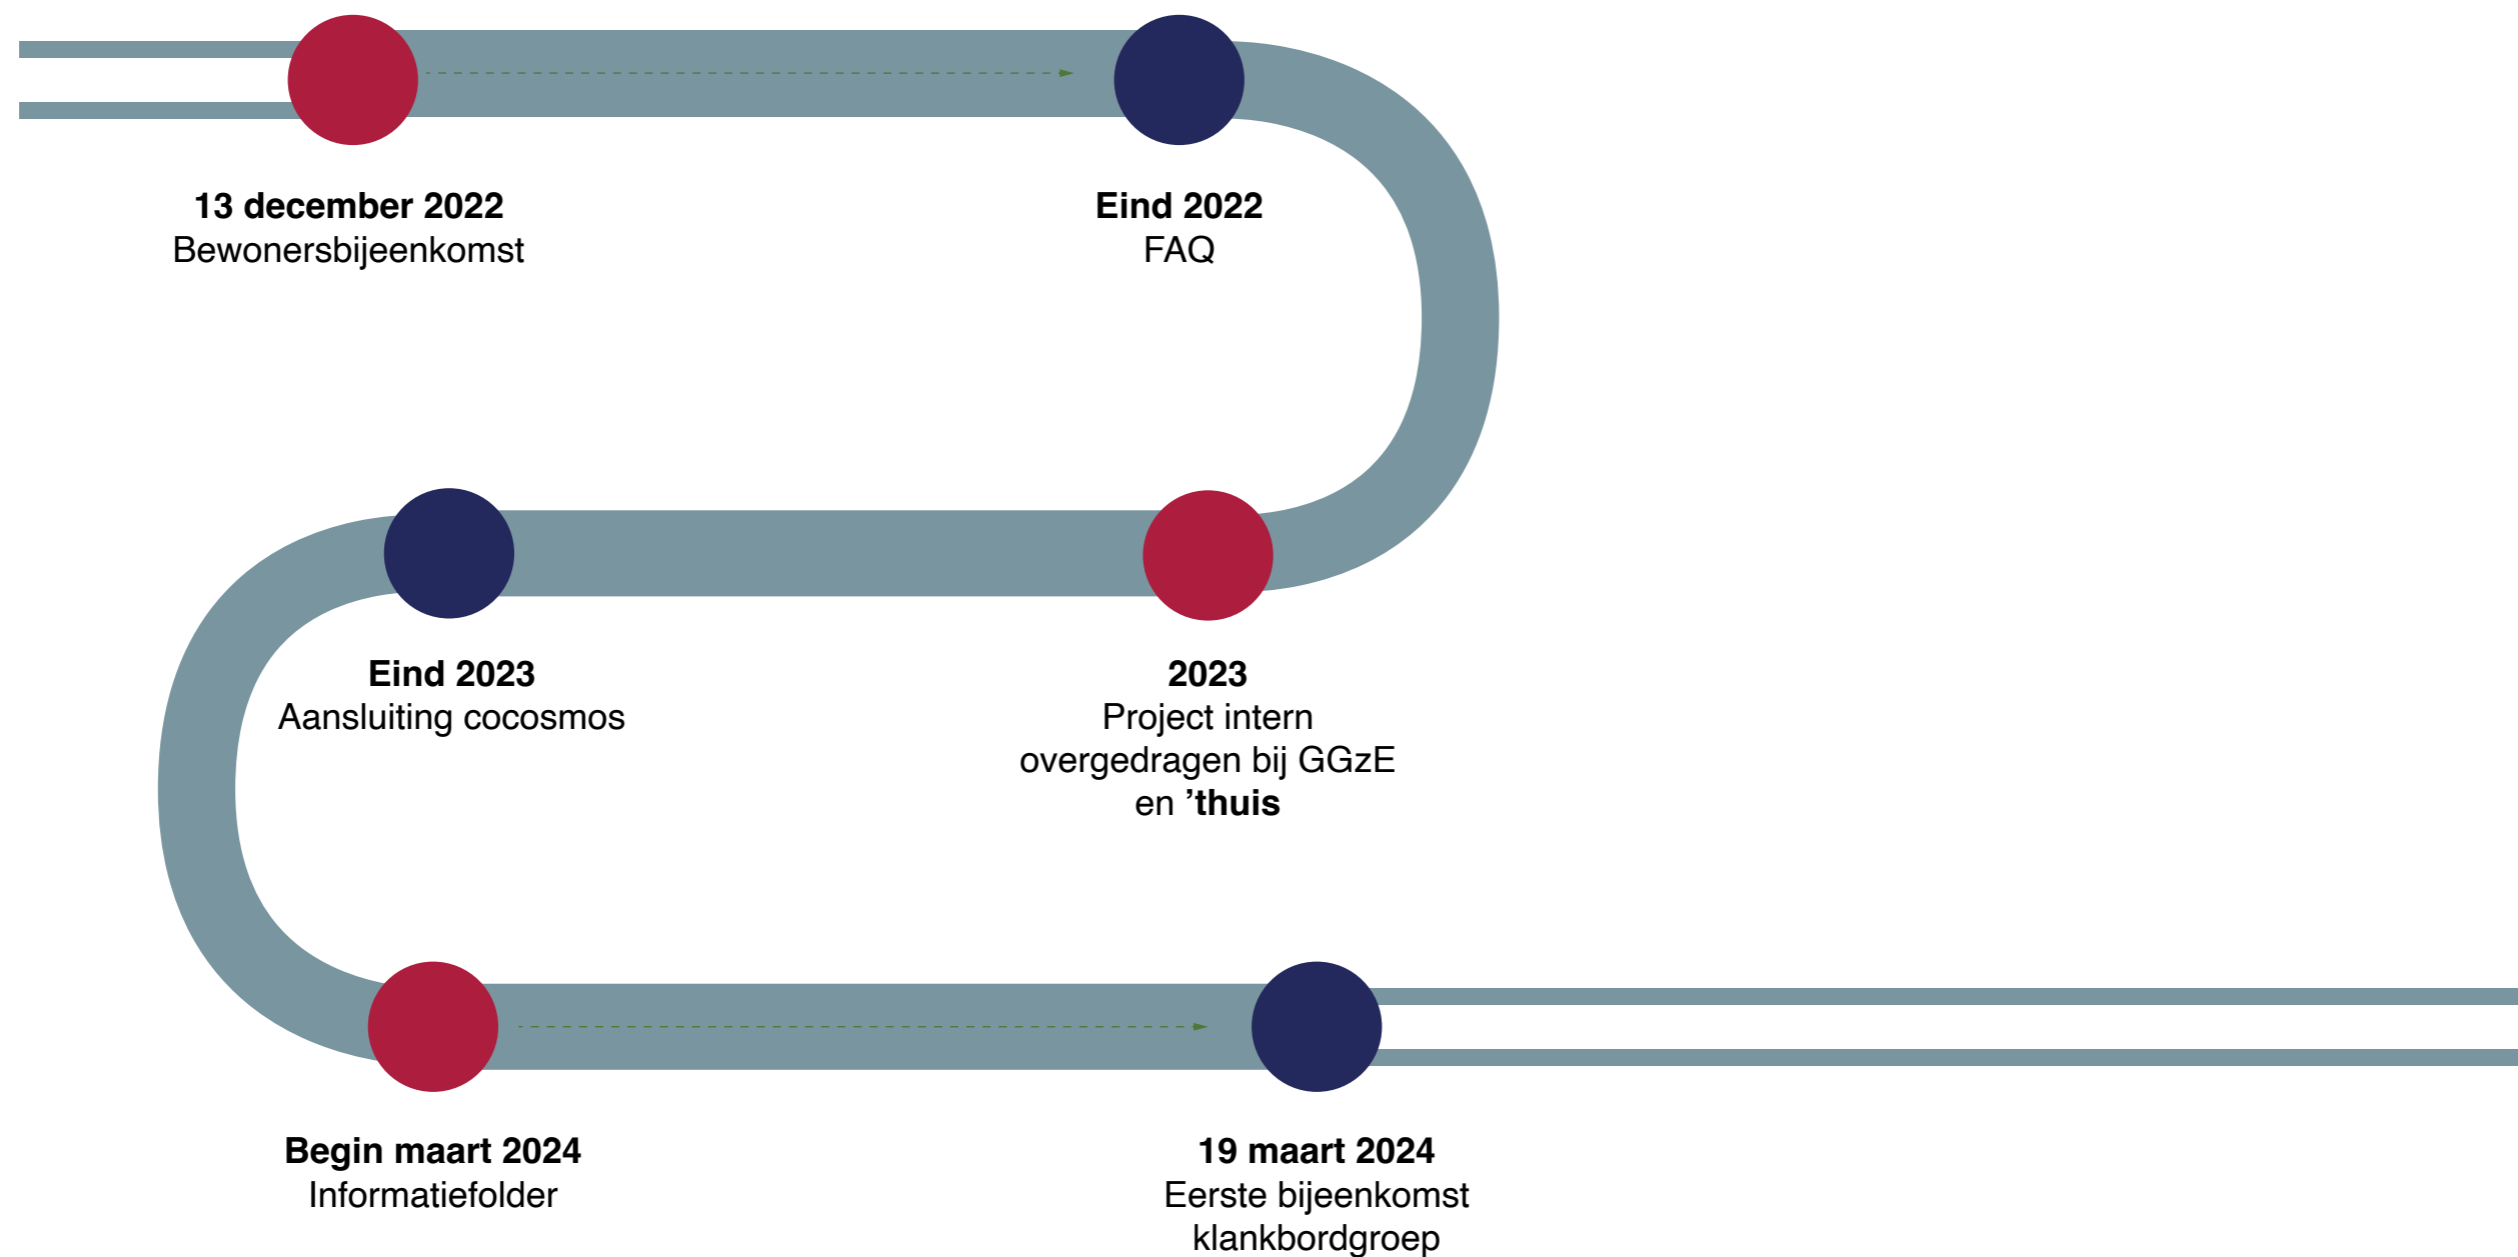 13 december 2022
Bewonersbijeenkomst
Eind 2022
FAQ
Eind 2023
Aansluiting cocosmos
2023
Project intern
overgedragen bij GGzE
en ’thuis
Begin maart 2024
Informatiefolder
19 maart 2024
Eerste bijeenkomst
klankbordgroep